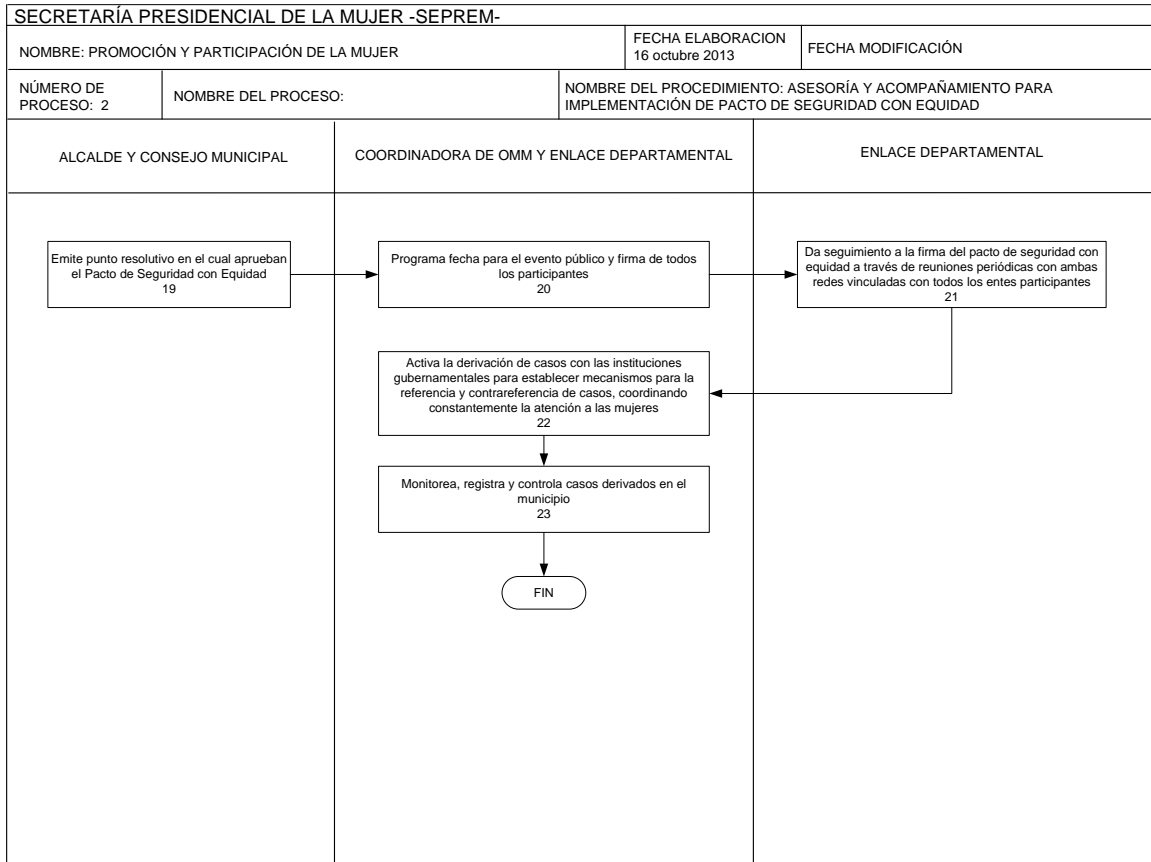 SECRETARÍA PRESIDENCIAL DE LA MUJER -SEPREM-
NOMBRE: PROMOCIÓN Y PARTICIPACIÓN DE LA MUJER
FECHA ELABORACION
16 octubre 2013
FECHA MODIFICACIÓN
NÚMERO DE
PROCESO: 2
NOMBRE DEL PROCESO:
NOMBRE DEL PROCEDIMIENTO: ASESORÍA Y ACOMPAÑAMIENTO PARA
IMPLEMENTACIÓN DE PACTO DE SEGURIDAD CON EQUIDAD
ALCALDE Y CONSEJO MUNICIPAL
COORDINADORA DE OMM Y ENLACE DEPARTAMENTAL
ENLACE DEPARTAMENTAL
Emite punto resolutivo en el cual aprueban
el Pacto de Seguridad con Equidad
19
Programa fecha para el evento público y firma de todos
los participantes
20
Da seguimiento a la firma del pacto de seguridad con
equidad a través de reuniones periódicas con ambas
redes vinculadas con todos los entes participantes
21
Activa la derivación de casos con las instituciones
gubernamentales para establecer mecanismos para la
referencia y contrareferencia de casos, coordinando
constantemente la atención a las mujeres
22
Monitorea, registra y controla casos derivados en el
municipio
23
FIN